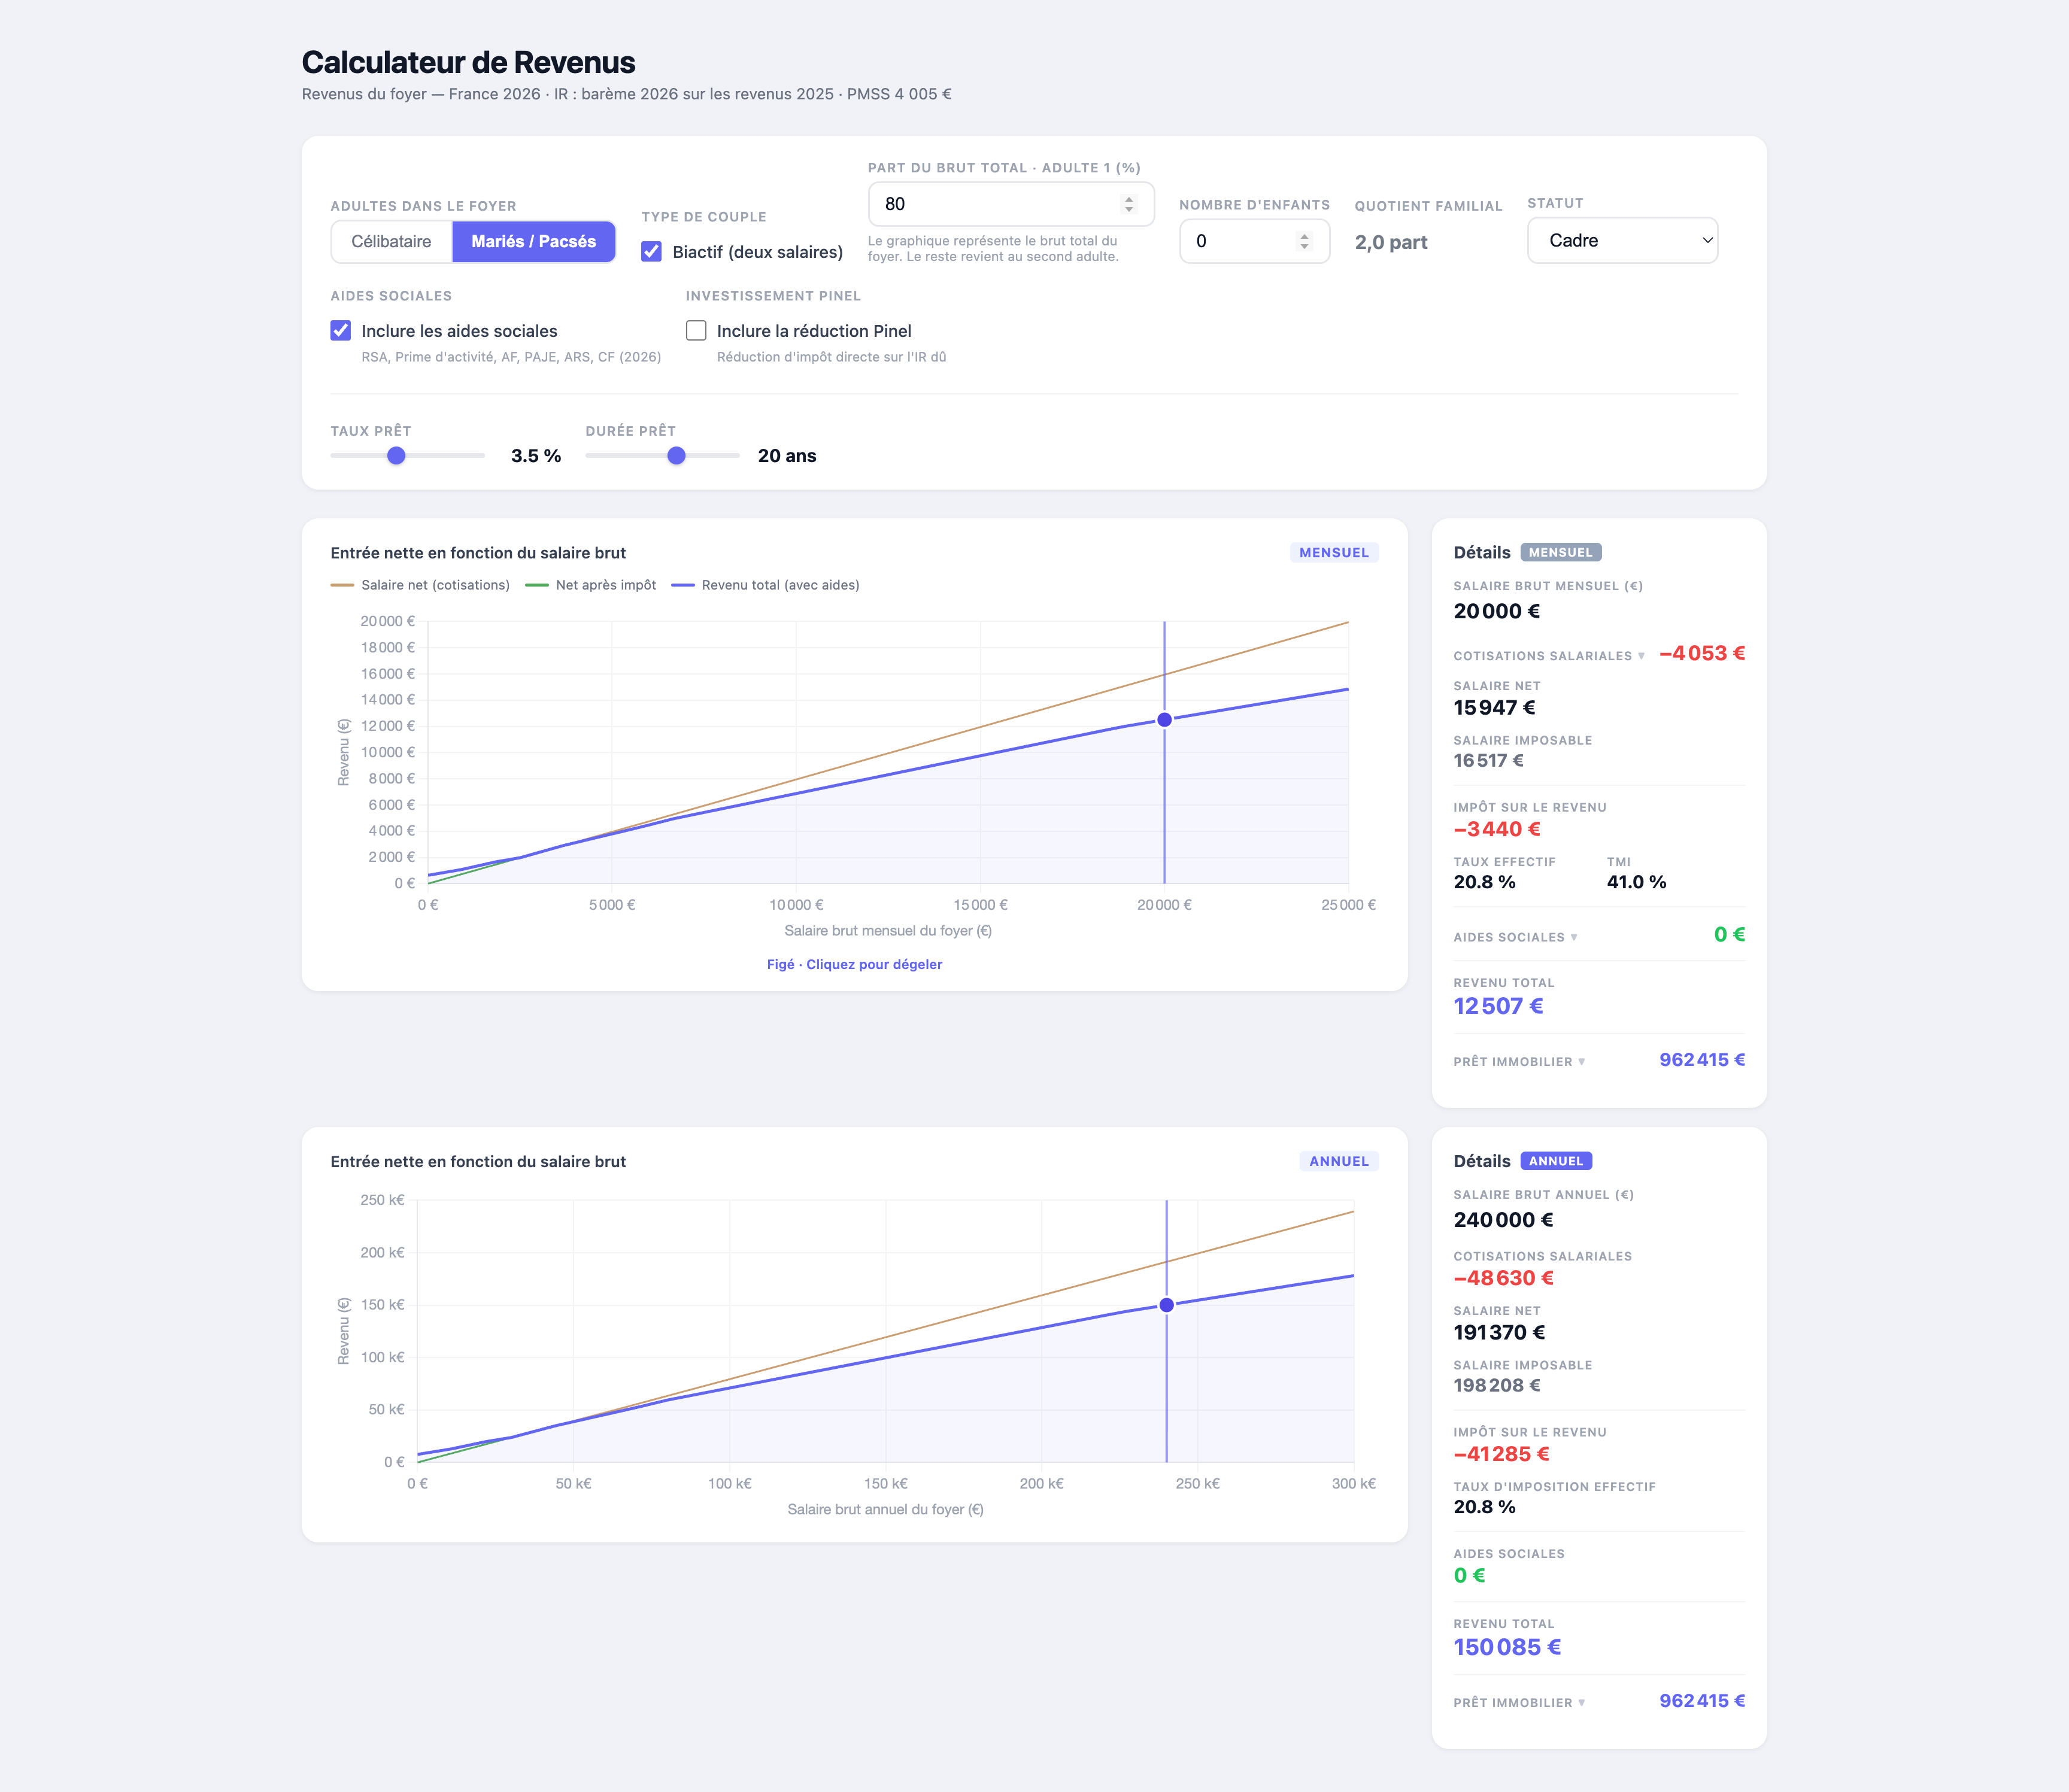 Calculateur de Revenus
Revenus du foyer — France 2026 · IR : barème 2026 sur les revenus 2025 · PMSS 4 005 €
ADULTES DANS LE FOYER
Célibataire
Mariés / Pacsés
TYPE DE COUPLE
Biactif (deux salaires)
PART DU BRUT TOTAL · ADULTE 1 (%)
80
Le graphique représente le brut total du
foyer. Le reste revient au second adulte.
NOMBRE D'ENFANTS
0
QUOTIENT FAMILIAL
2,0 part
STATUT
Cadre
AIDES SOCIALES
Inclure les aides sociales
RSA, Prime d'activité, AF, PAJE, ARS, CF (2026)
INVESTISSEMENT PINEL
Inclure la réduction Pinel
Réduction d'impôt directe sur l'IR dû
TAUX PRÊT
3.5 %
DURÉE PRÊT
20 ans
Entrée nette en fonction du salaire brut
MENSUEL
Salaire net (cotisations)
Net après impôt
Revenu total (avec aides)
Revenu (€)
20 000 €
18 000 €
16 000 €
14 000 €
12 000 €
10 000 €
8 000 €
6 000 €
4 000 €
2 000 €
0 €
0 €
5 000 €
10 000 €
15 000 €
20 000 €
25 000 €
Salaire brut mensuel du foyer (€)
Figé · Cliquez pour dégeler
Détails
MENSUEL
SALAIRE BRUT MENSUEL (€)
20 000 €
COTISATIONS SALARIALES ▼ −4 053 €
SALAIRE NET
15 947 €
SALAIRE IMPOSABLE
16 517 €
IMPÔT SUR LE REVENU
−3 440 €
TAUX EFFECTIF
20.8 %
TMI
41.0 %
AIDES SOCIALES ▼ 0 €
REVENU TOTAL
12 507 €
PRÊT IMMOBILIER ▼ 962 415 €
Entrée nette en fonction du salaire brut
ANNUEL
Revenu (€)
250 k€
200 k€
150 k€
100 k€
50 k€
0 €
0 €
50 k€
100 k€
150 k€
200 k€
250 k€
300 k€
Salaire brut annuel du foyer (€)
Détails
ANNUEL
SALAIRE BRUT ANNUEL (€)
240 000 €
COTISATIONS SALARIALES
−48 630 €
SALAIRE NET
191 370 €
SALAIRE IMPOSABLE
198 208 €
IMPÔT SUR LE REVENU
−41 285 €
TAUX D'IMPOSITION EFFECTIF
20.8 %
AIDES SOCIALES
0 €
REVENU TOTAL
150 085 €
PRÊT IMMOBILIER ▼ 962 415 €